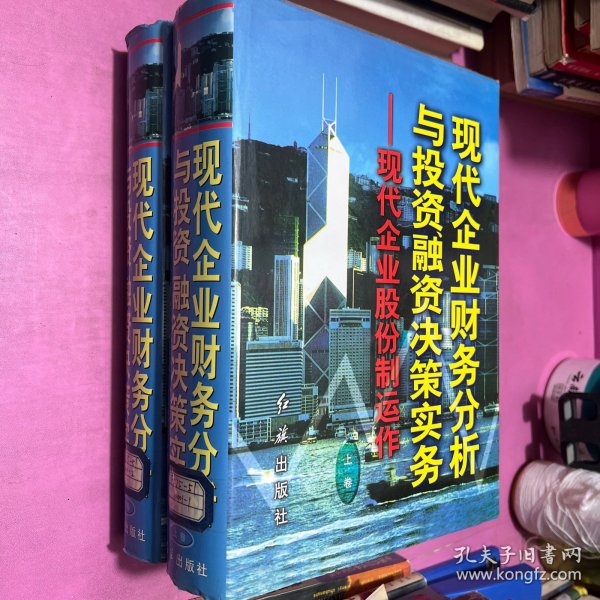 现代企业财务分析
与投资融资决策实务
——现代企业股份制运作
上卷
红旗出版社
现代企业财务分
与投资融资决策实
出版社
现代企业财务分
出版社
孔夫子旧书网
www.kongfz.com